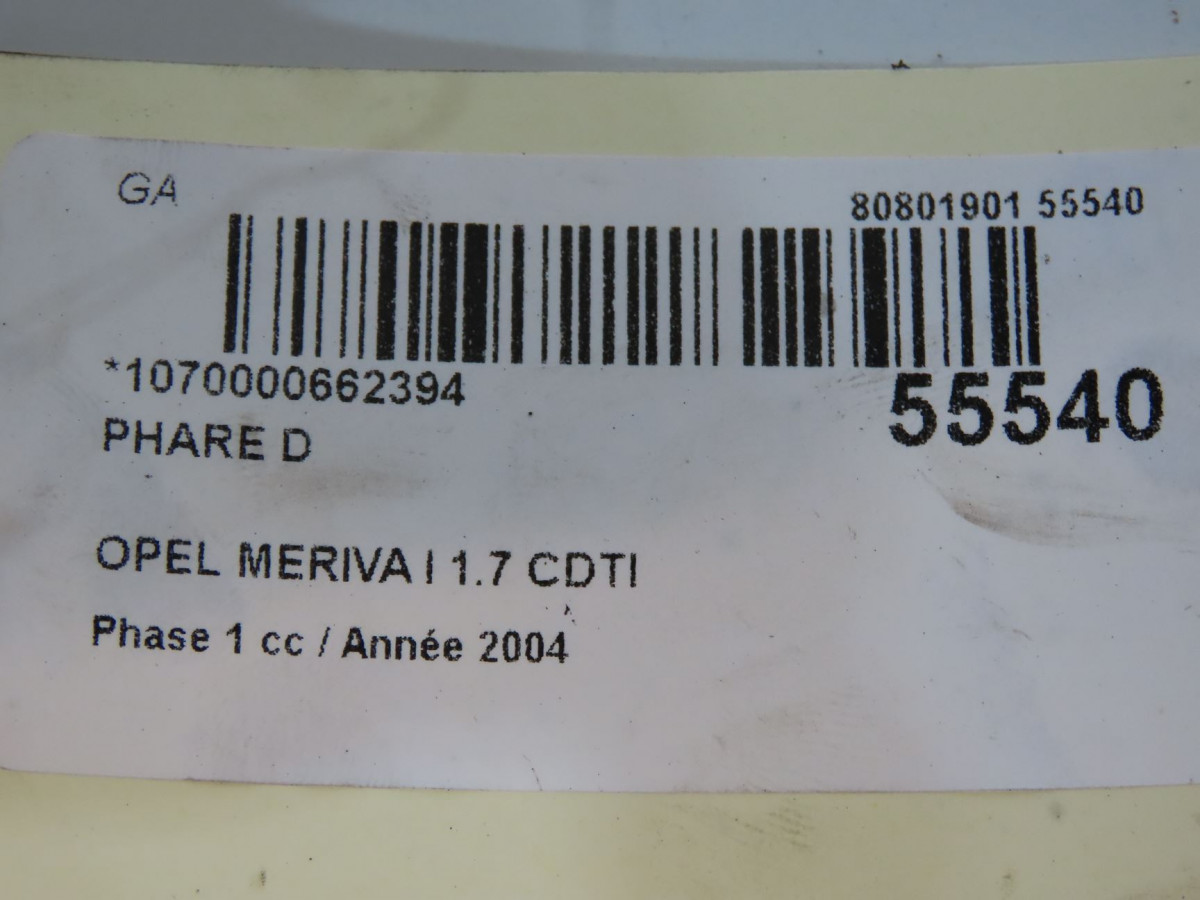 GA
80801901 55540
*1070000662394
55540
PHARE D
OPEL MERIVA I 1.7 CDTI
Phase 1 cc / Année 2004